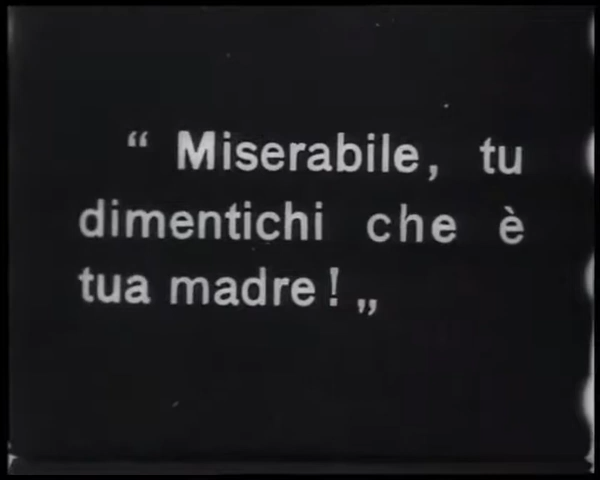 “ Miserabile, tu
dimentichi che è
tua madre! „